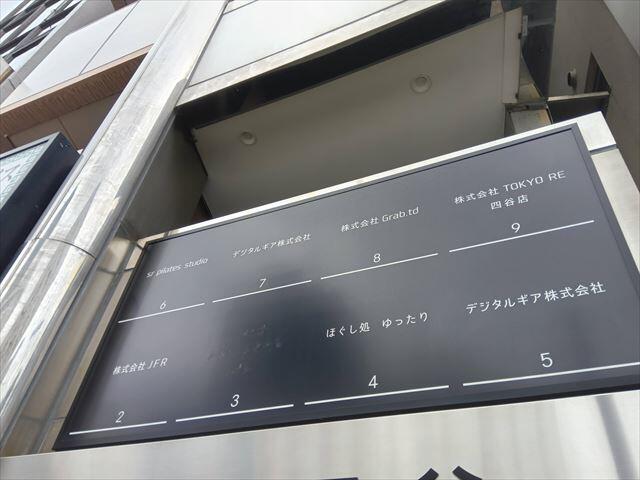 sr pilates studio
6
デジタルギア株式会社
7
株式会社 Grab.td
8
株式会社 TOKYO RE
四谷店
9
株式会社 JFR
2
3
ほぐし処 ゆったり
4
デジタルギア株式会社
5